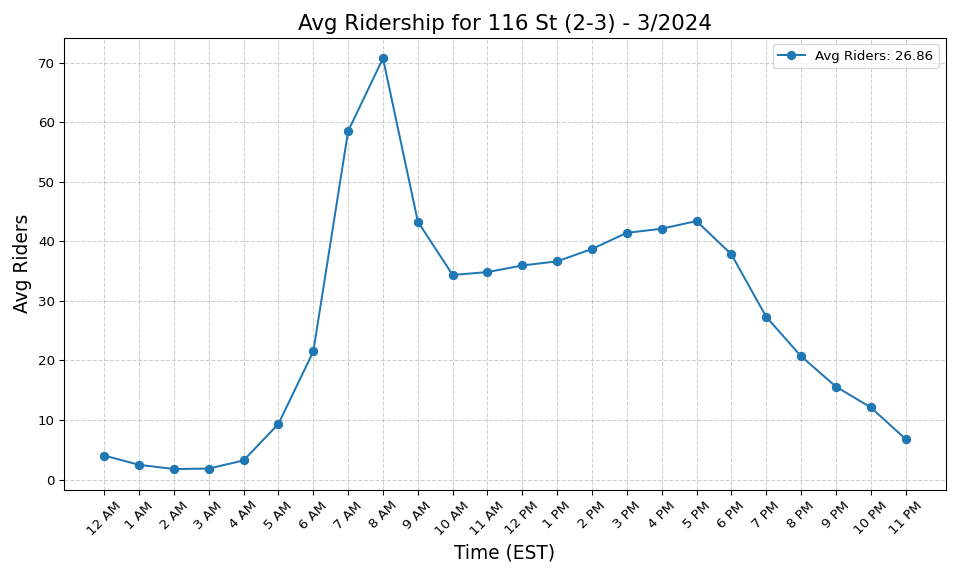 Avg Ridership for 116 St (2-3) - 3/2024
Avg Riders: 26.86
Avg Riders
70
60
50
40
30
20
10
0
12 AM
1 AM
2 AM
3 AM
4 AM
5 AM
6 AM
7 AM
8 AM
9 AM
10 AM
11 AM
12 PM
1 PM
2 PM
3 PM
4 PM
5 PM
6 PM
7 PM
8 PM
9 PM
10 PM
11 PM
Time (EST)